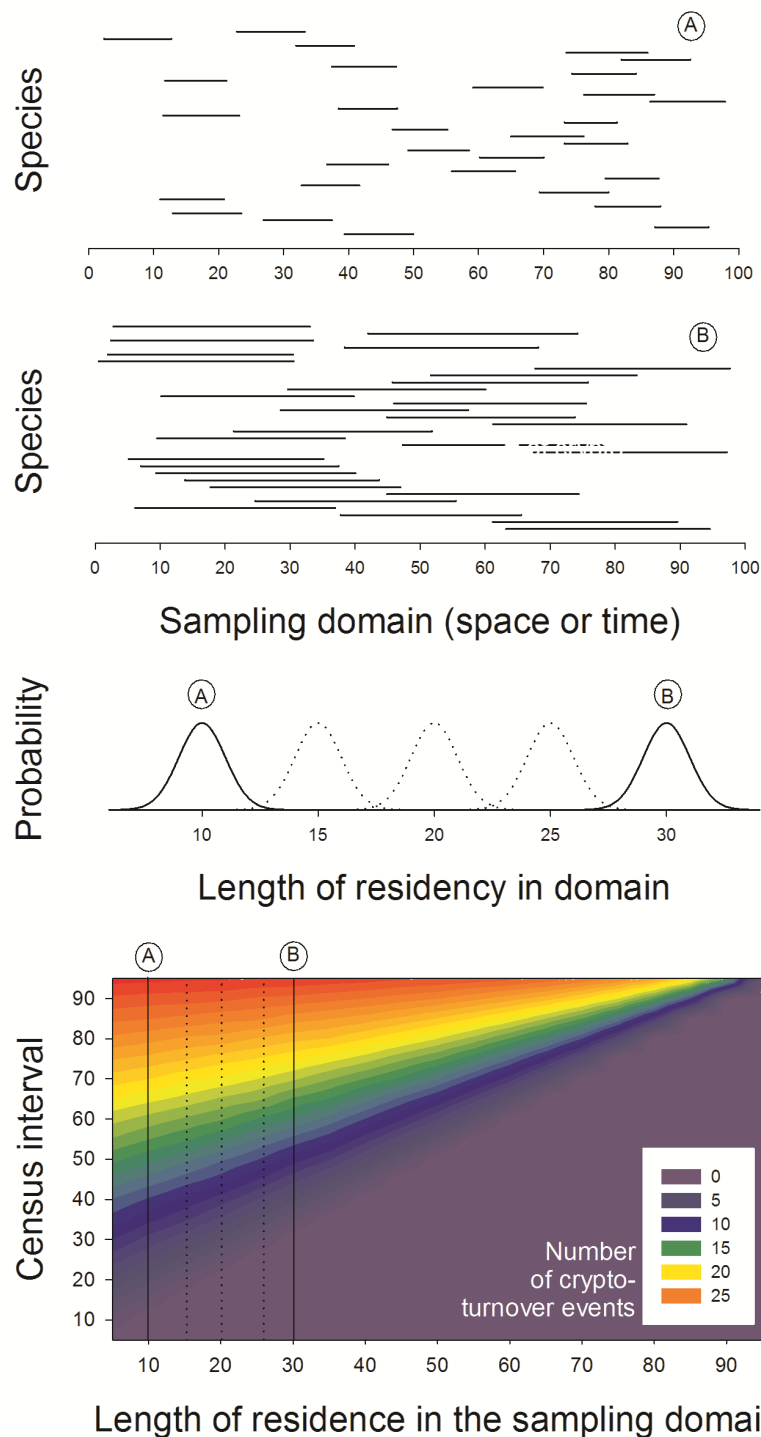 A
Species
0 10 20 30 40 50 60 70 80 90 100
B
Species
0 10 20 30 40 50 60 70 80 90 100
Sampling domain (space or time)
A B
Probability
10 15 20 25 30
Length of residency in domain
A B
Census interval
90
80
70
60
50
40
30
20
10
0
5
10
15
20
25
Number
of crypto-
turnover events
10 20 30 40 50 60 70 80 90
Length of residence in the sampling domai